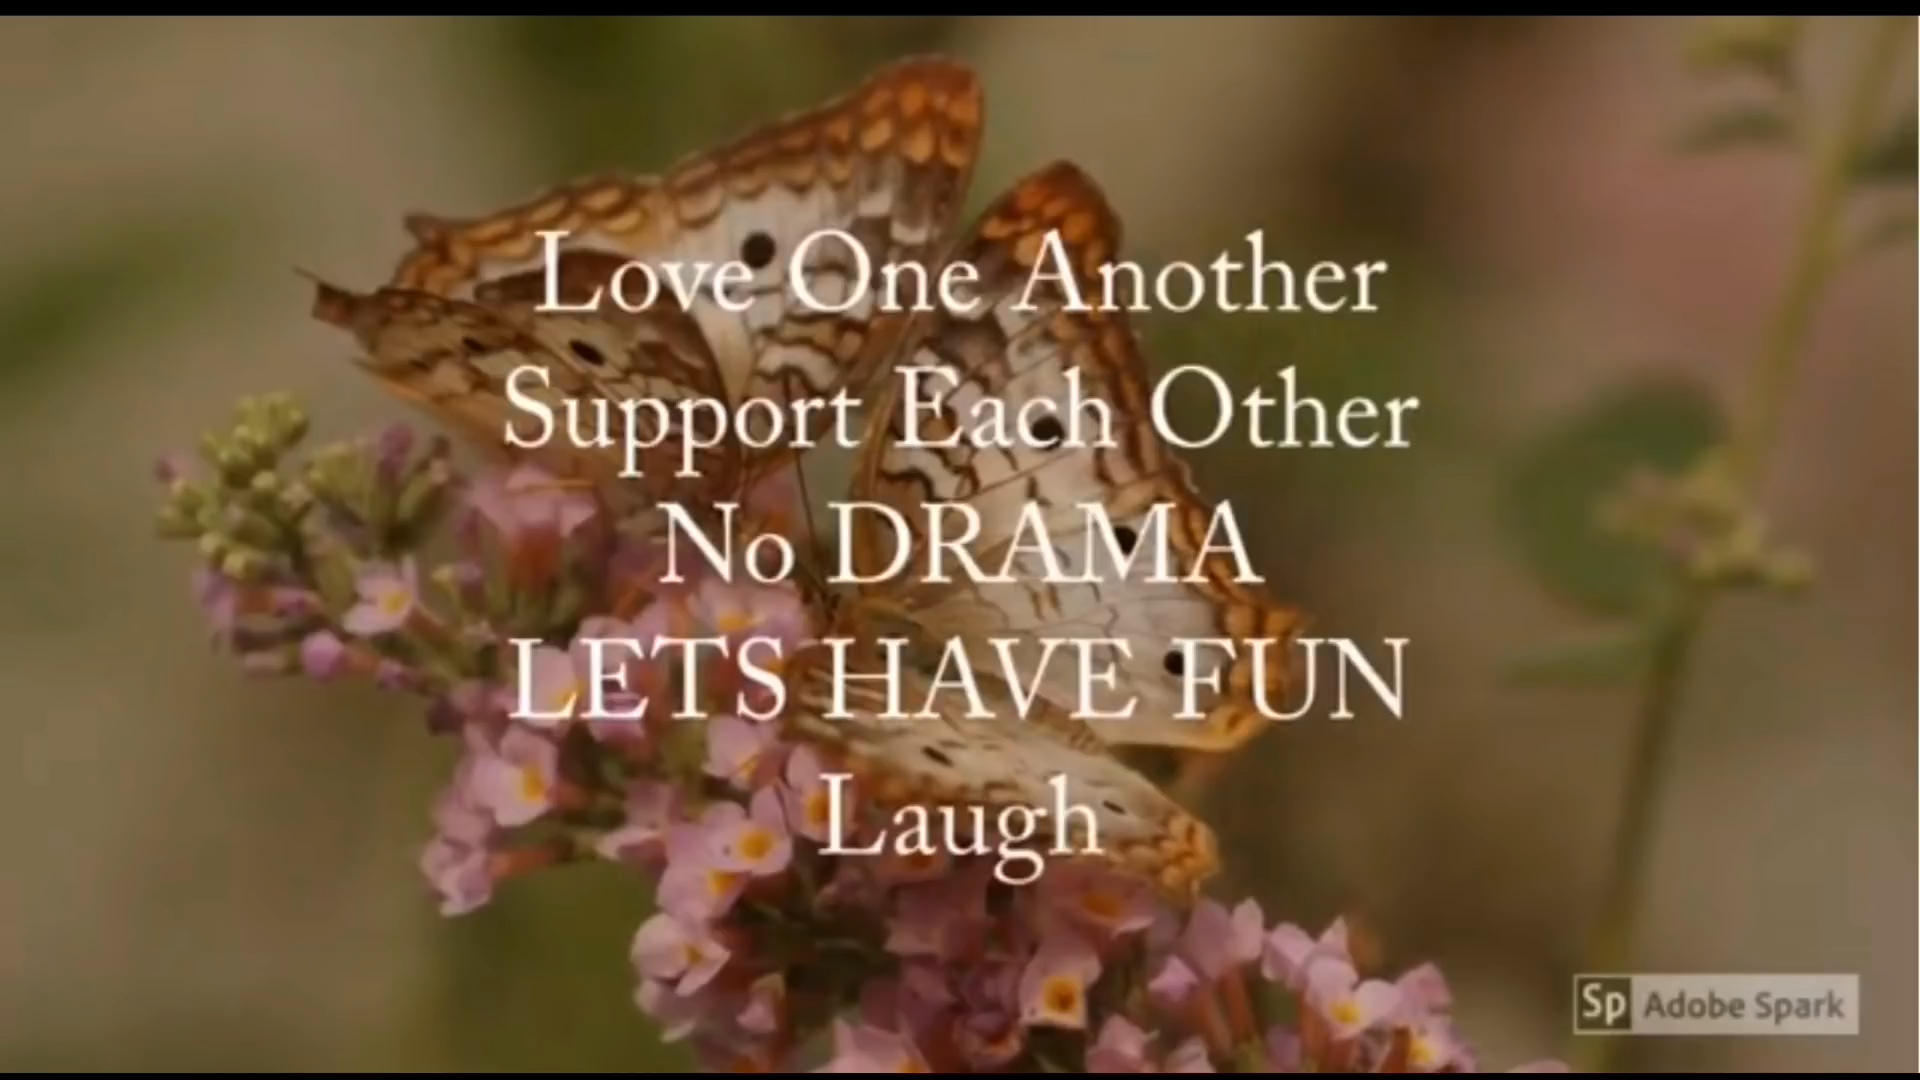 Love One Another
Support Each Other
No DRAMA
LETS HAVE FUN
Laugh
Sp Adobe Spark